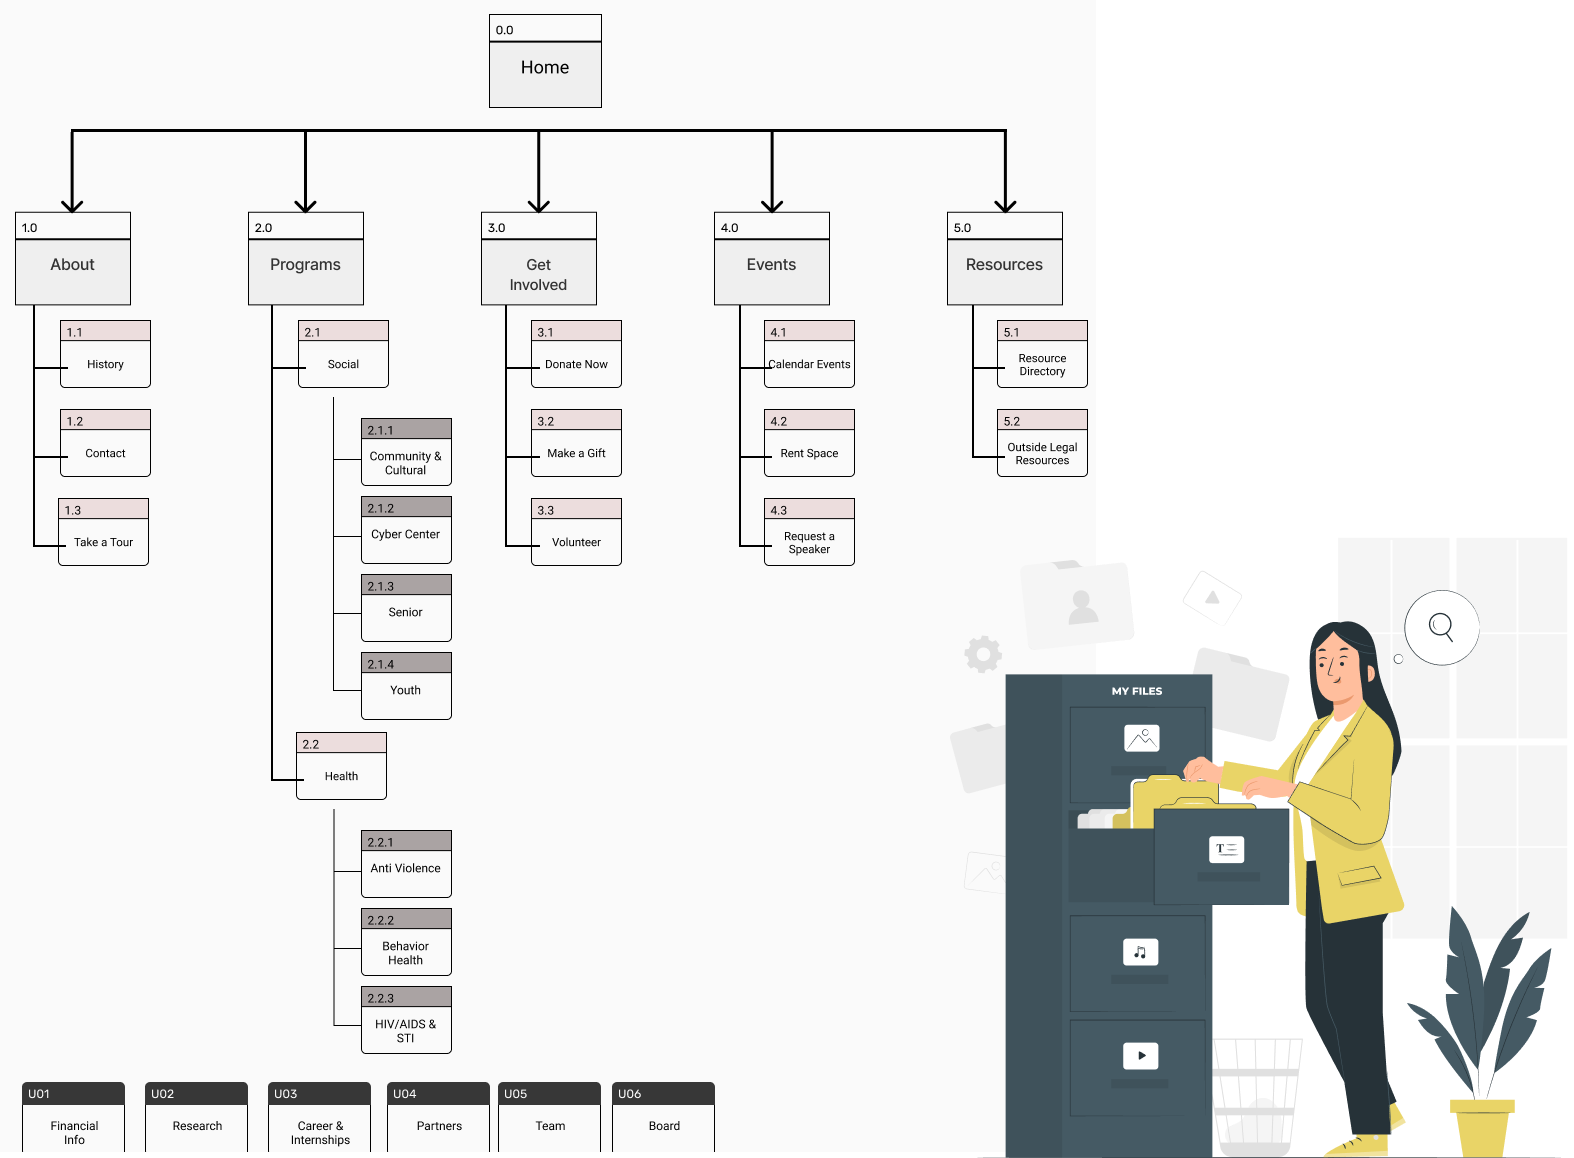 0.0
Home
1.0
About
1.1
History
1.2
Contact
1.3
Take a Tour
2.0
Programs
2.1
Social
2.1.1
Community &
Cultural
2.1.2
Cyber Center
2.1.3
Senior
2.1.4
Youth
2.2
Health
2.2.1
Anti Violence
2.2.2
Behavior
Health
2.2.3
HIV/AIDS &
STI
3.0
Get
Involved
3.1
Donate Now
3.2
Make a Gift
3.3
Volunteer
4.0
Events
4.1
Calendar Events
4.2
Rent Space
4.3
Request a
Speaker
5.0
Resources
5.1
Resource
Directory
5.2
Outside Legal
Resources
MY FILES
T
U01
Financial
Info
U02
Research
U03
Career &
Internships
U04
Partners
U05
Team
U06
Board